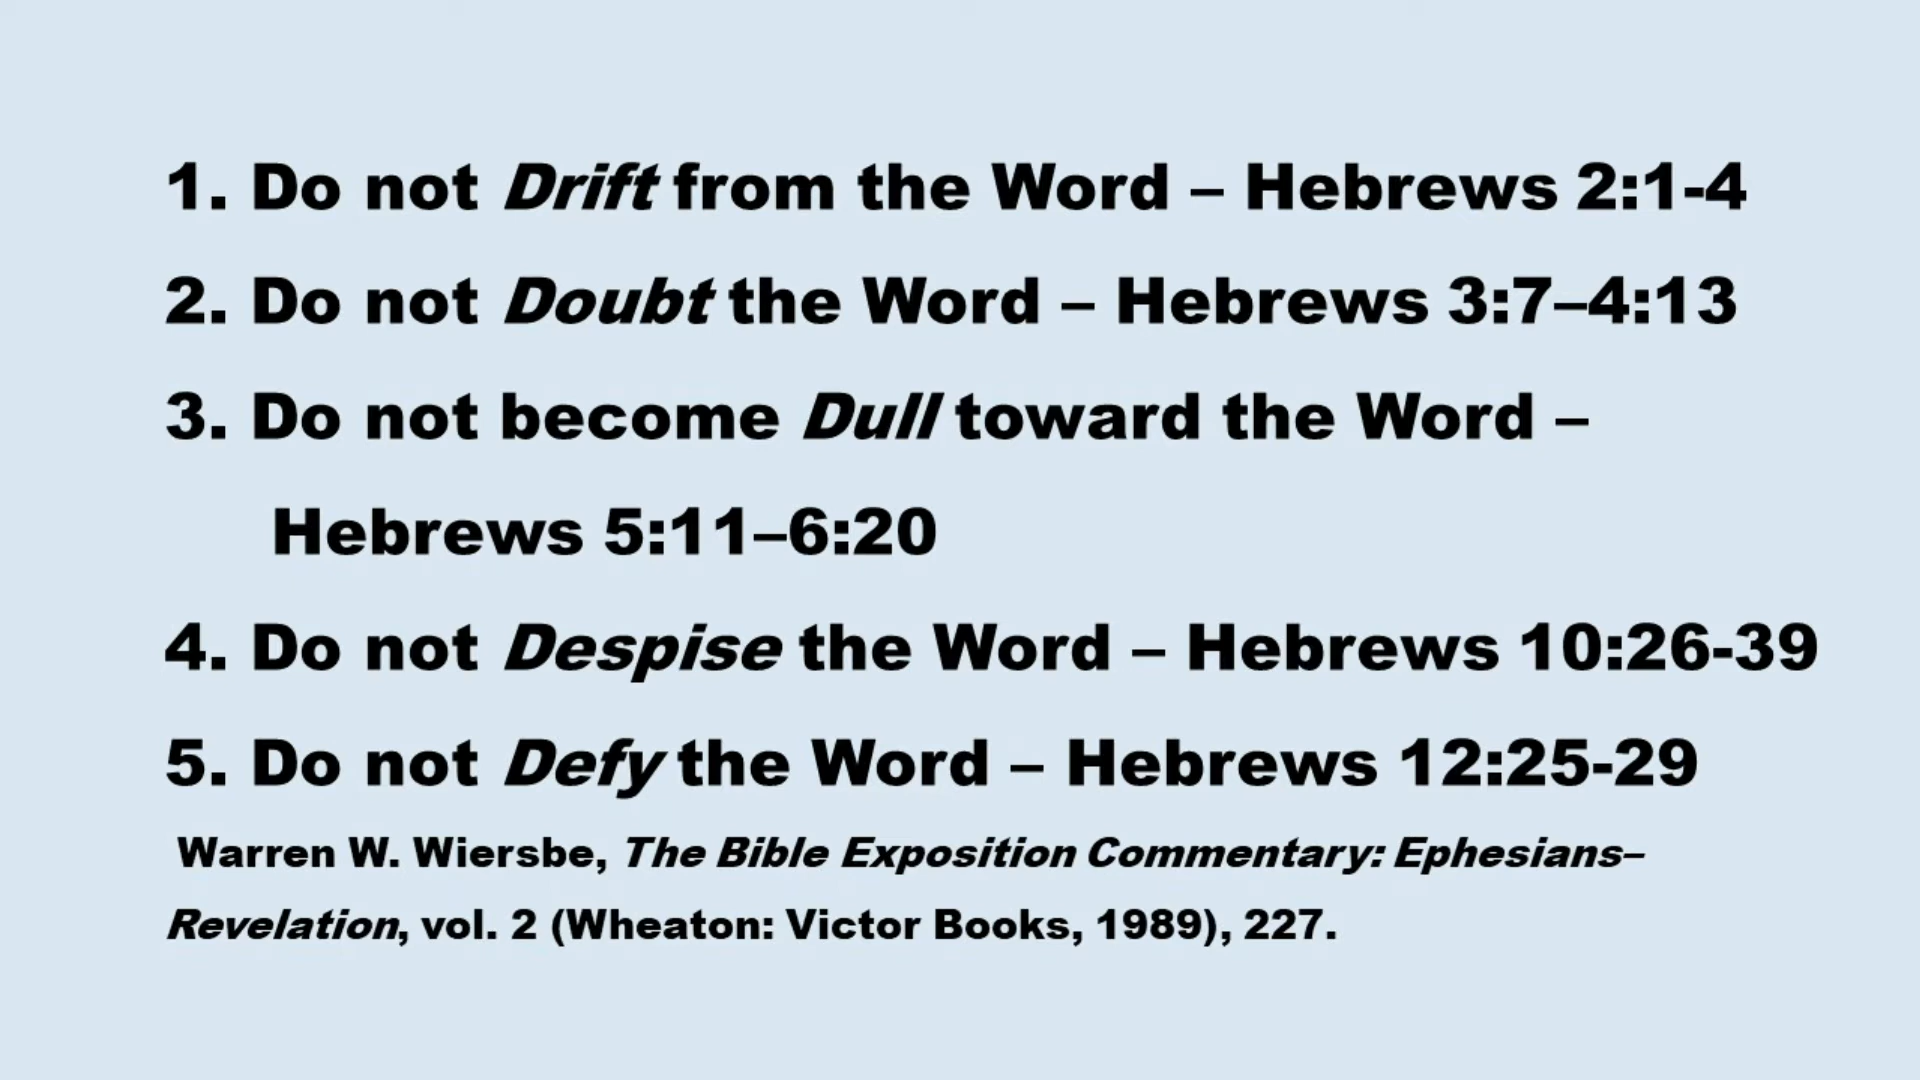 1. Do not Drift from the Word – Hebrews 2:1-4
2. Do not Doubt the Word – Hebrews 3:7–4:13
3. Do not become Dull toward the Word –
Hebrews 5:11–6:20
4. Do not Despise the Word – Hebrews 10:26-39
5. Do not Defy the Word – Hebrews 12:25-29
Warren W. Wiersbe, The Bible Exposition Commentary: Ephesians–
Revelation, vol. 2 (Wheaton: Victor Books, 1989), 227.